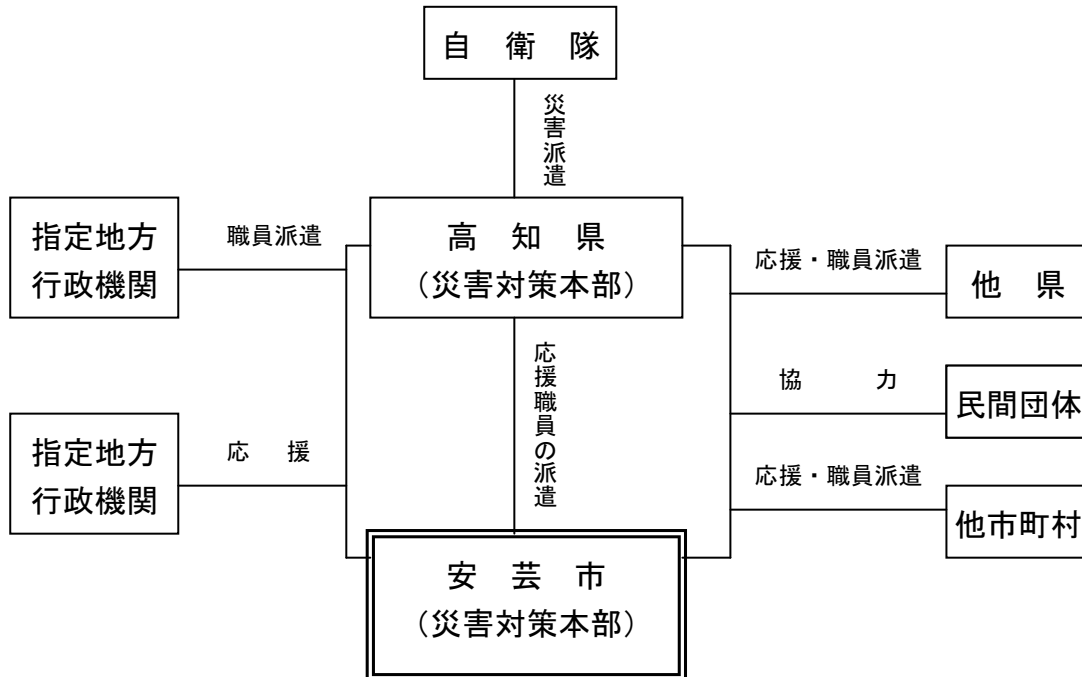 自 衛 隊
災害派遣
指定地方
行政機関
職員派遣
高 知 県
（災害対策本部）
応援・職員派遣
他 県
応援職員の派遣
協 力
民間団体
指定地方
行政機関
応 援
応援・職員派遣
他市町村
安 芸 市
（災害対策本部）